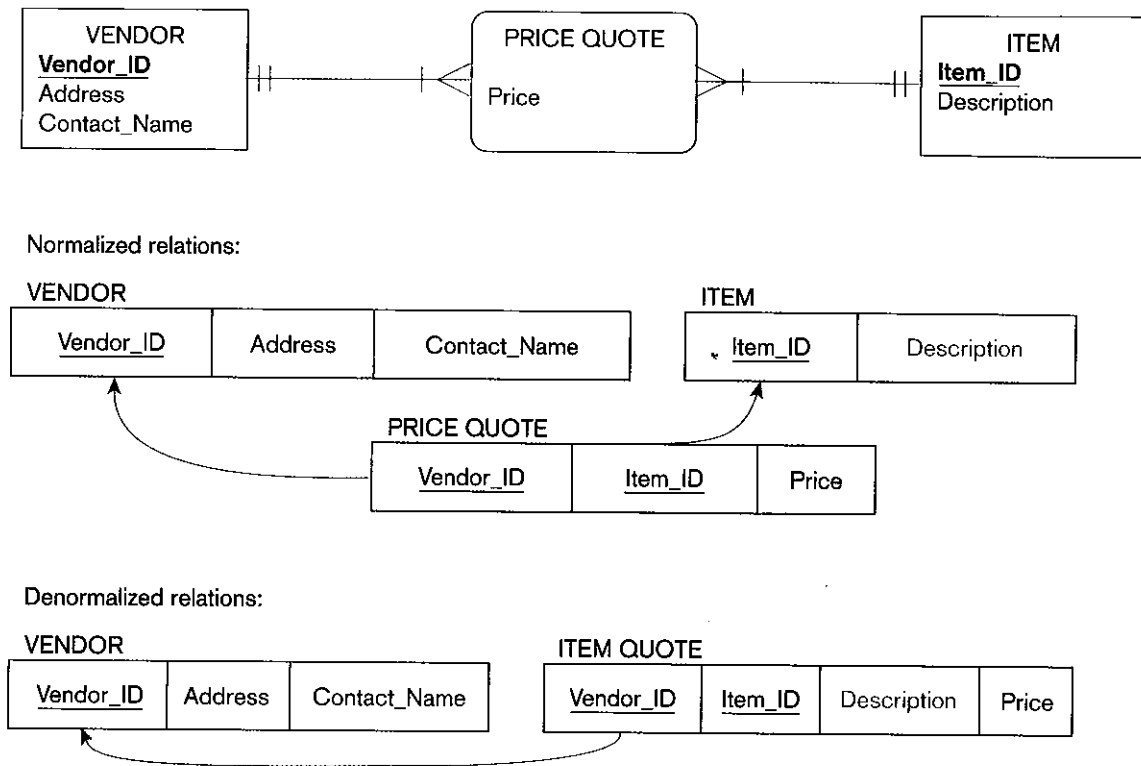 VENDOR
Vendor_ID
Address
Contact_Name
PRICE QUOTE
Price
ITEM
Item_ID
Description
Normalized relations:
VENDOR
Vendor_ID Address Contact_Name
ITEM
Item_ID Description
PRICE QUOTE
Vendor_ID Item_ID Price
Denormalized relations:
VENDOR
Vendor_ID Address Contact_Name
ITEM QUOTE
Vendor_ID Item_ID Description Price